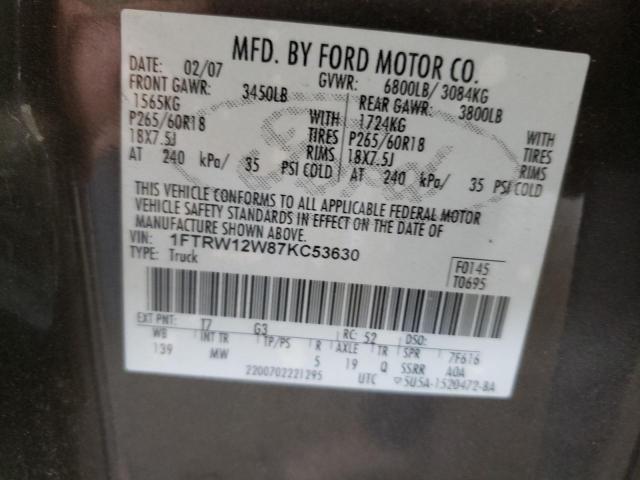 MFD. BY FORD MOTOR CO.
DATE: 02/07 GVWR: 6800LB/ 3084KG
FRONT GAWR: 3450LB REAR GAWR: 3800LB
1565KG WITH 1724KG WITH
P265/60R18 TIRES P265/60R18 TIRES
18X7.5J RIMS 18X7.5J RIMS
AT 240 kPa/ 35 PSI COLD AT 240 kPa/ 35 PSI COLD
THIS VEHICLE CONFORMS TO ALL APPLICABLE FEDERAL MOTOR
VEHICLE SAFETY STANDARDS IN EFFECT ON THE DATE OF
MANUFACTURE SHOWN ABOVE.
VIN: 1FTRW12W87KC53630
TYPE: Truck
F0145
T0695
EXT PNT: T7 G3 RC: 52 DSO:
WB INT TR TP/PS R AXLE TR SPR 7F616
139 MW 5 19 Q SSRR AOA
2200702221295 UTC 5U5A-1520472-BA